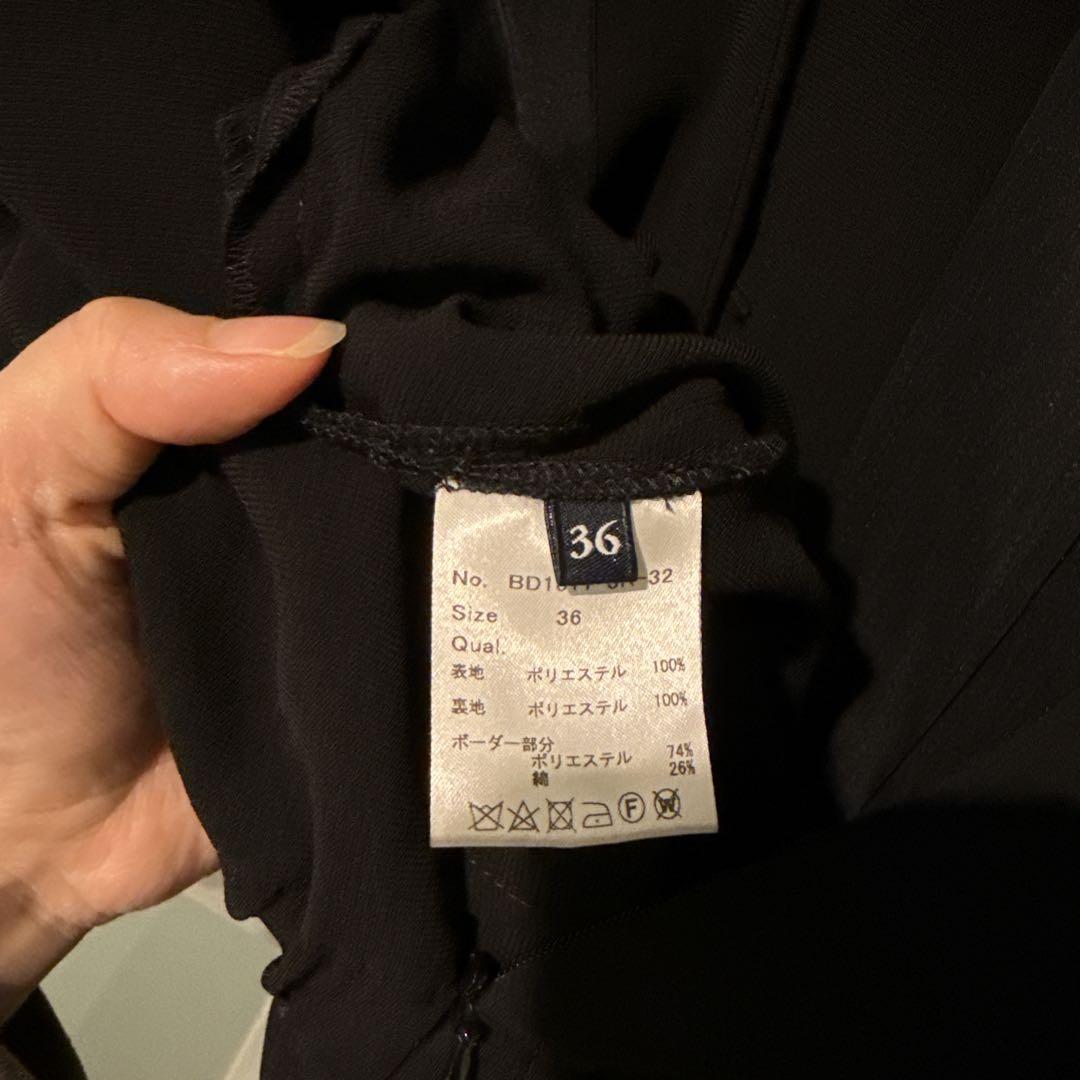 36
No.
Size 36
Qual.
表地 ポリエステル 100%
裏地 ポリエステル 100%
ボーダー部分
ポリエステル 74%
綿 26%
F W